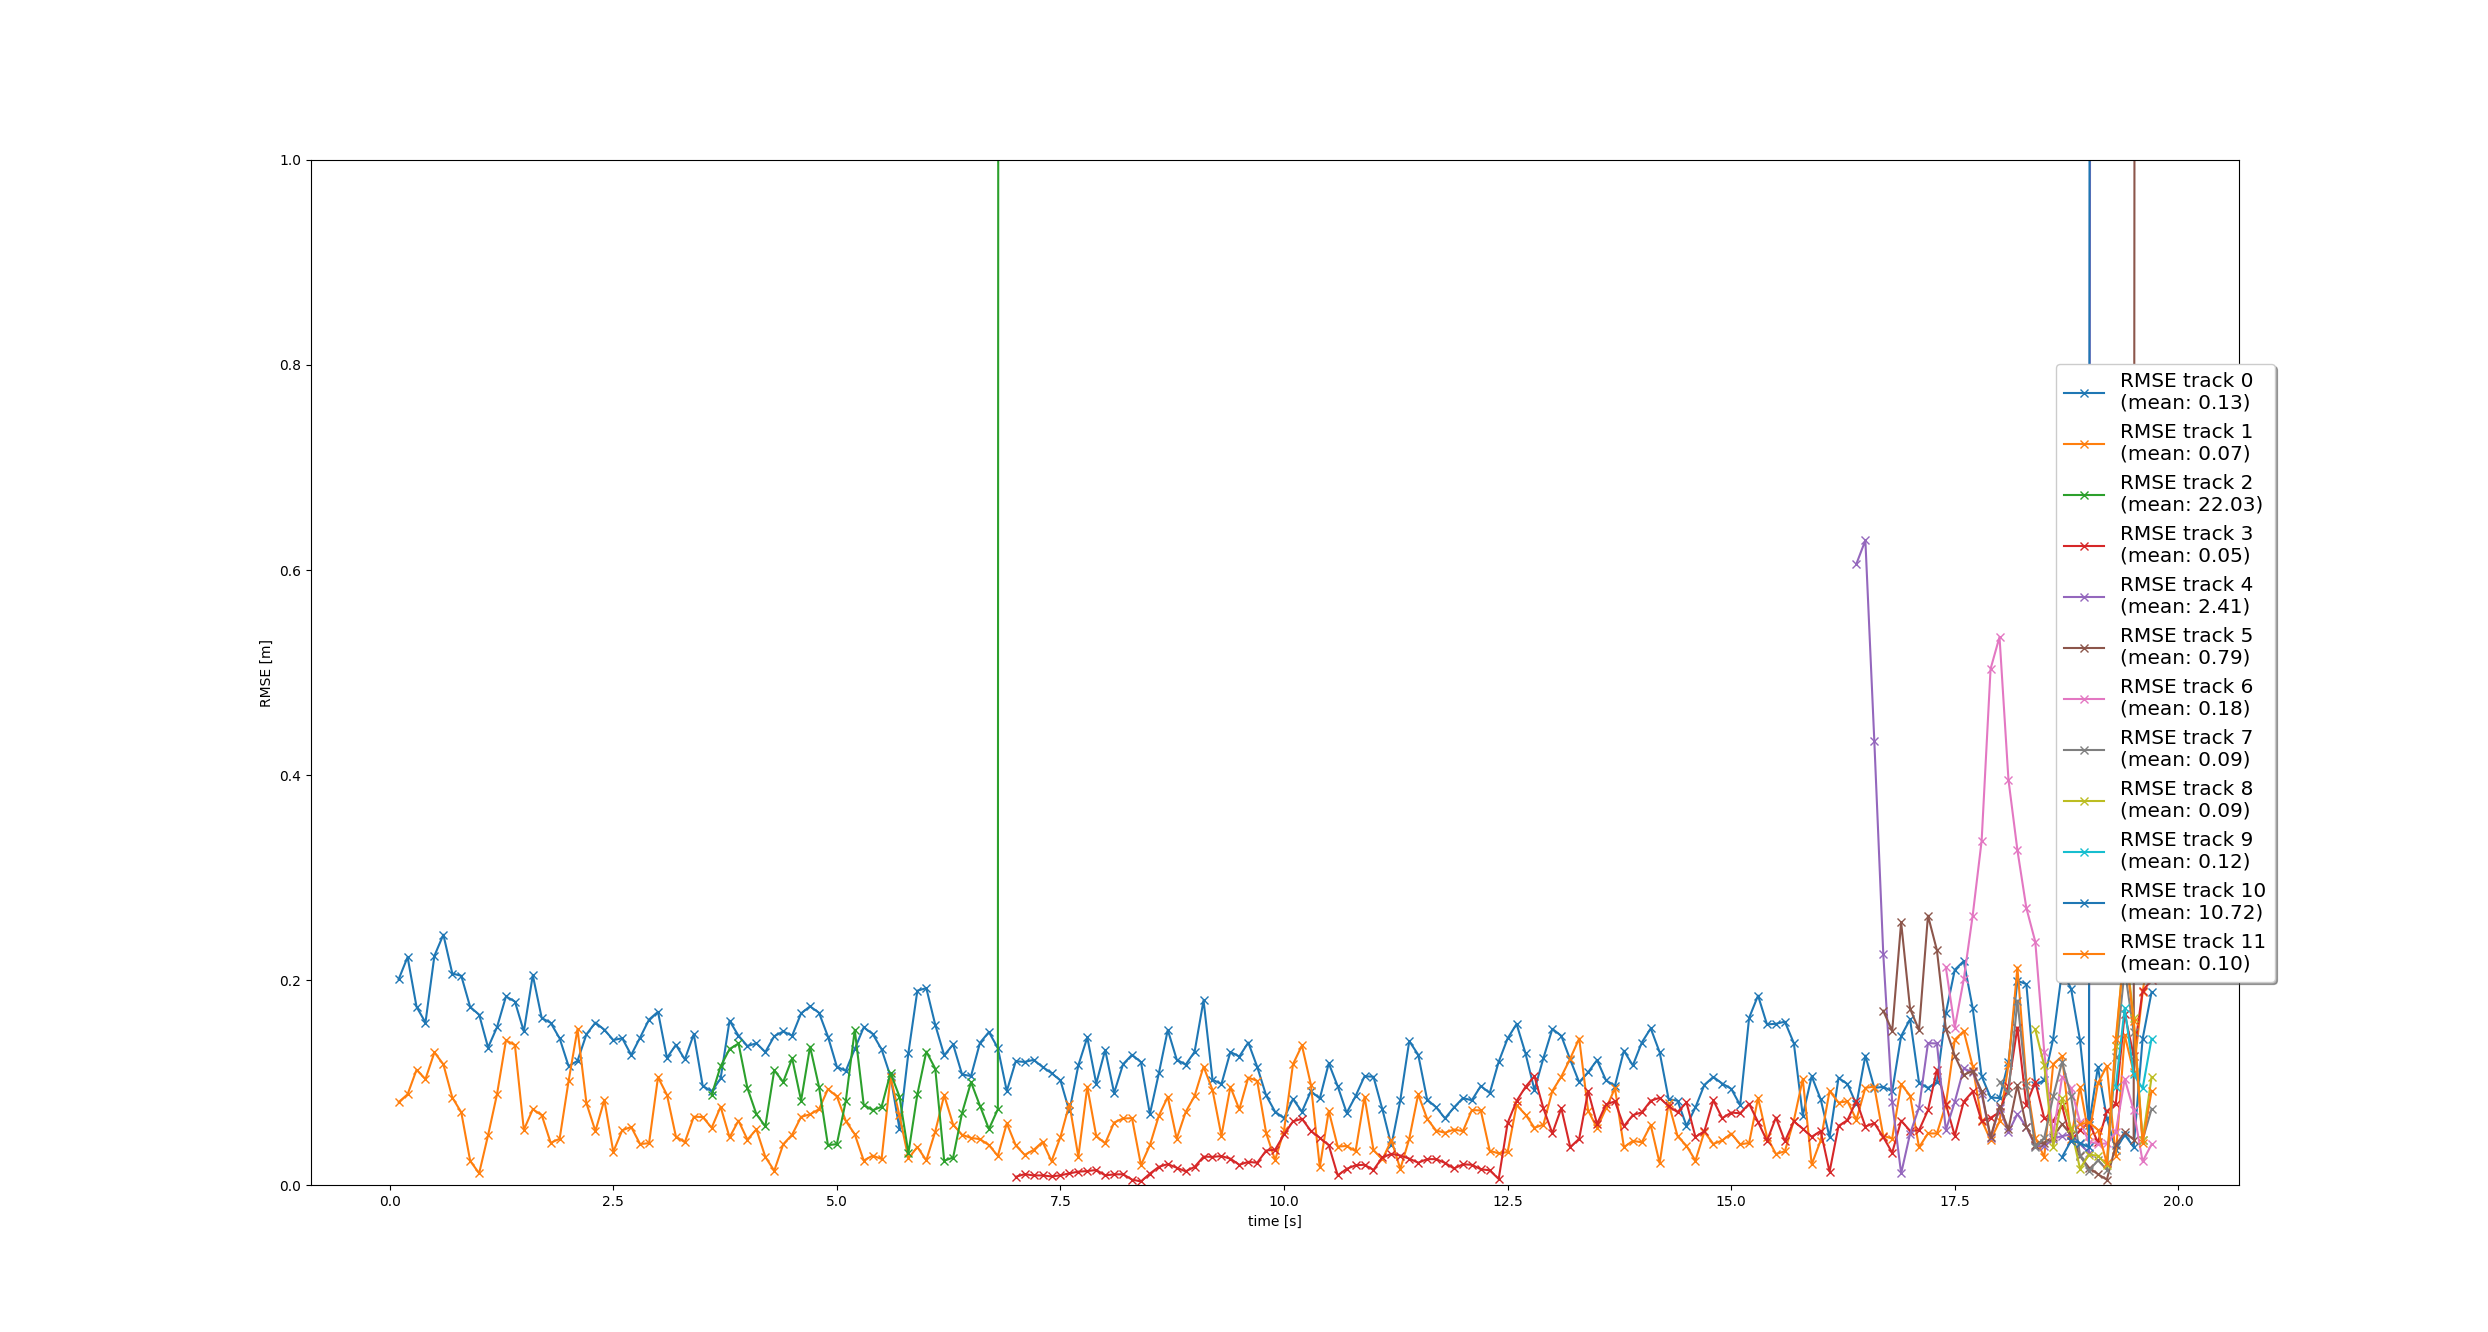 1.0
0.8
0.6
0.4
0.2
0.0
RMSE [m]
0.0
2.5
5.0
7.5
10.0
12.5
15.0
17.5
20.0
time [s]
RMSE track 0
(mean: 0.13)
RMSE track 1
(mean: 0.07)
RMSE track 2
(mean: 22.03)
RMSE track 3
(mean: 0.05)
RMSE track 4
(mean: 2.41)
RMSE track 5
(mean: 0.79)
RMSE track 6
(mean: 0.18)
RMSE track 7
(mean: 0.09)
RMSE track 8
(mean: 0.09)
RMSE track 9
(mean: 0.12)
RMSE track 10
(mean: 10.72)
RMSE track 11
(mean: 0.10)